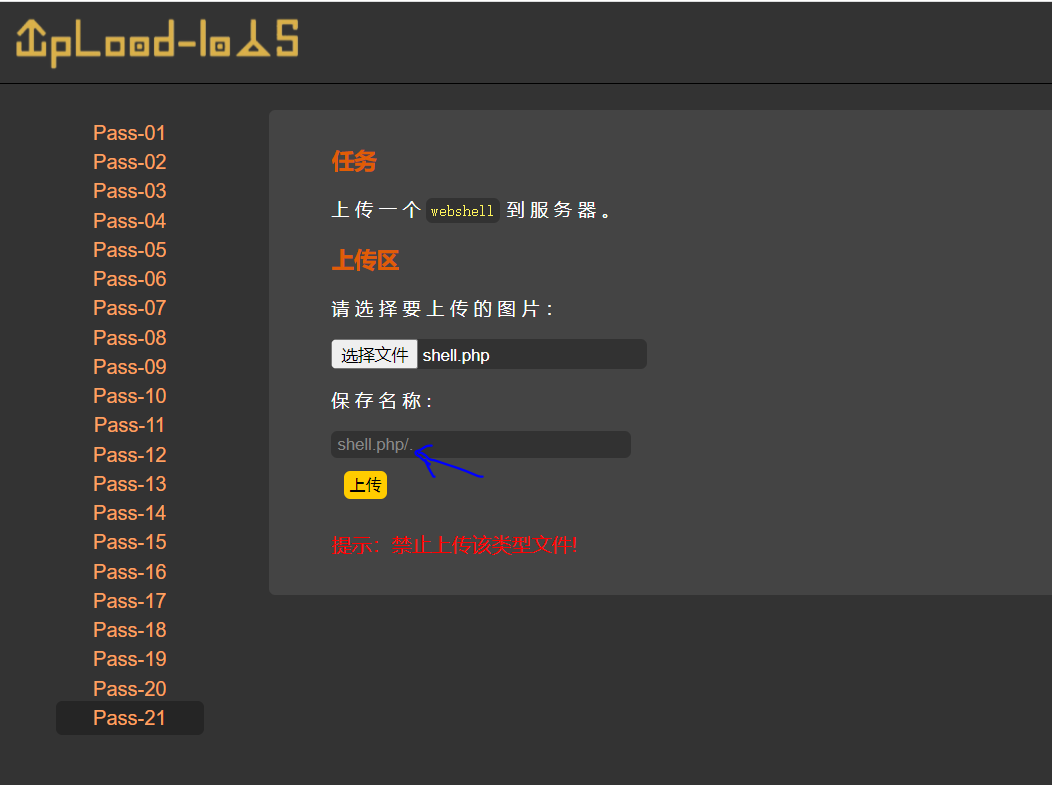 UpLoad-labS
Pass-01
Pass-02
Pass-03
Pass-04
Pass-05
Pass-06
Pass-07
Pass-08
Pass-09
Pass-10
Pass-11
Pass-12
Pass-13
Pass-14
Pass-15
Pass-16
Pass-17
Pass-18
Pass-19
Pass-20
Pass-21
任务
上传一个 webshell 到服务器。
上传区
请选择要上传的图片：
选择文件 shell.php
保存名称：
shell.php/.
上传
提示：禁止上传该类型文件!